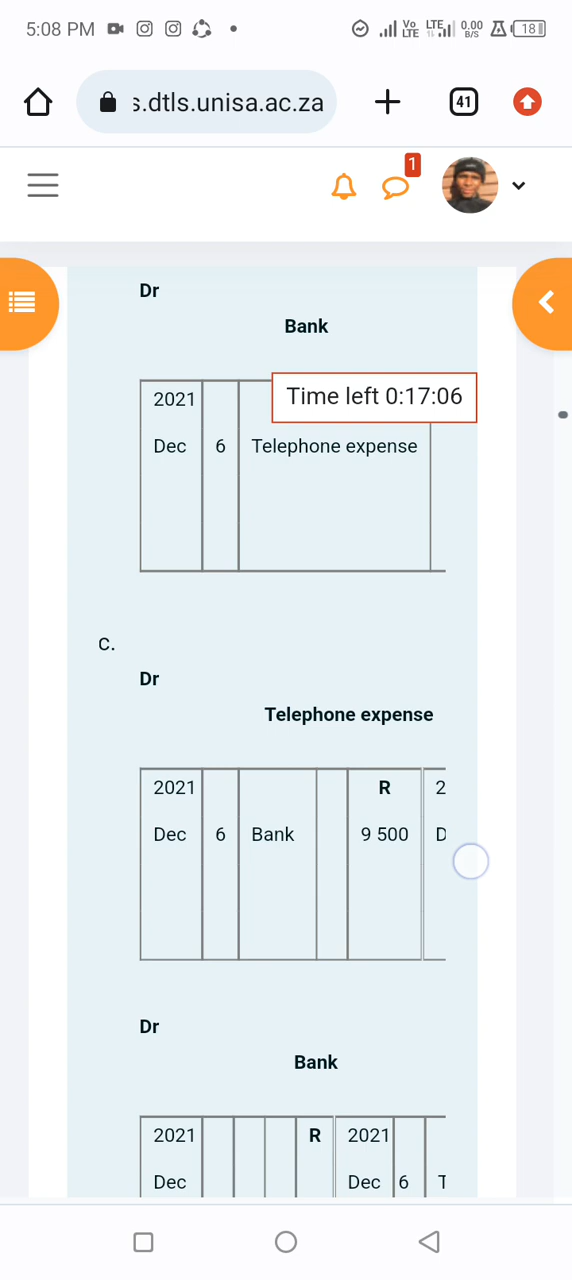 5:08 PM Vo LTE LTE 0.00 B/S 18
s.dtls.unisa.ac.za 41
1
Dr
Bank
2021 Time left 0:17:06
Dec 6 Telephone expense
C.
Dr
Telephone expense
2021 R 2
Dec 6 Bank 9 500 D
Dr
Bank
2021 R 2021
Dec Dec 6 T